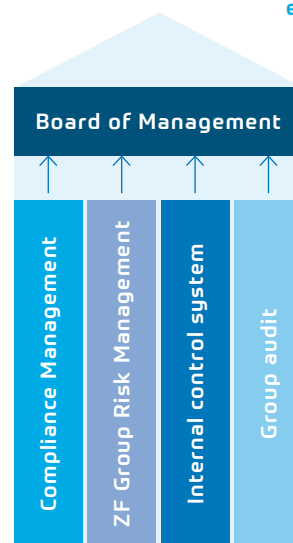 e
Board of Management
Compliance Management
ZF Group Risk Management
Internal control system
Group audit